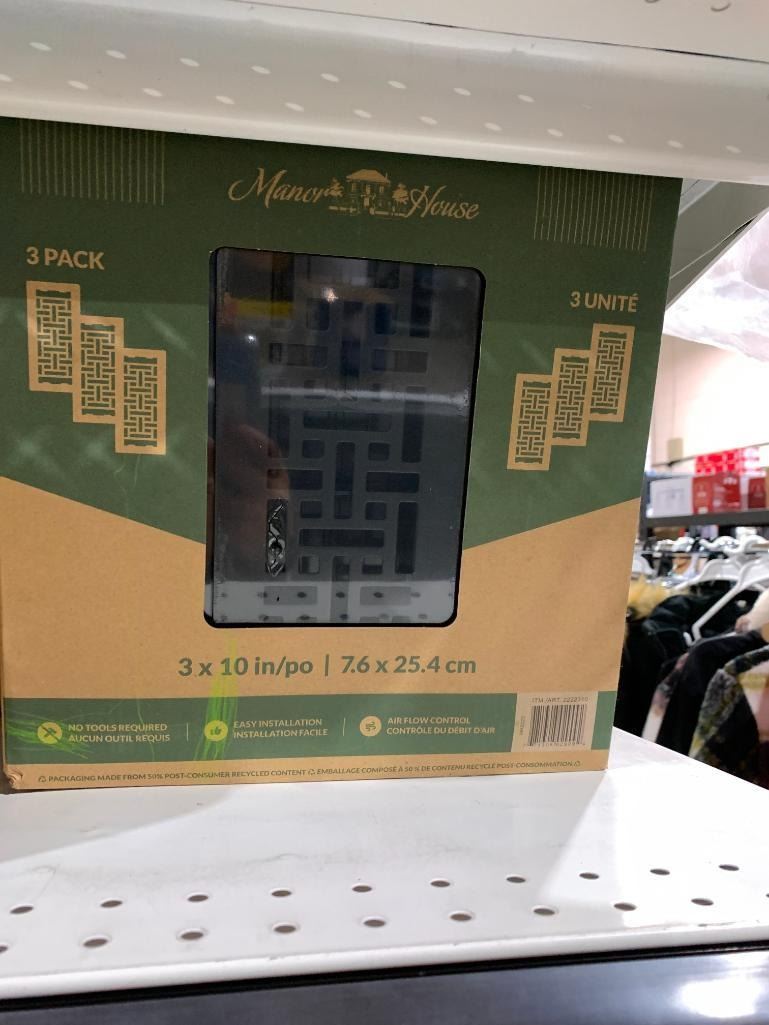 Manor House
3 PACK
3 UNITÉ
3 x 10 in/po | 7.6 x 25.4 cm
NO TOOLS REQUIRED
AUCUN OUTIL REQUIS
EASY INSTALLATION
INSTALLATION FACILE
AIR FLOW CONTROL
CONTRÔLE DU DÉBIT D'AIR
ITM./ART.
PACKAGING MADE FROM 50% POST-CONSUMER RECYCLED CONTENT
EMBALLAGE COMPOSÉ À 50 % DE CONTENU RECYCLÉ POST-CONSOMMATION